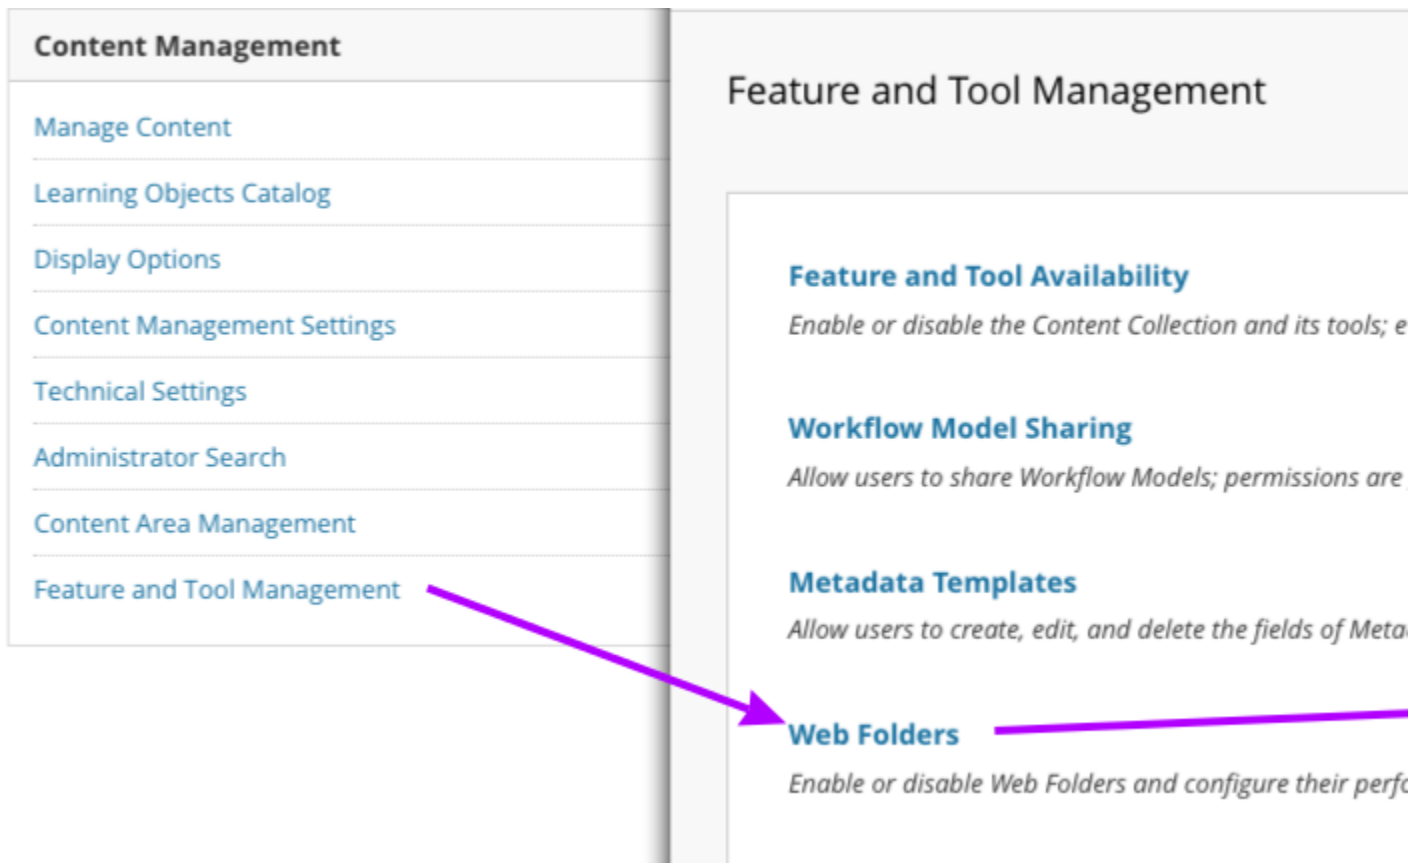 Content Management
Manage Content
Learning Objects Catalog
Display Options
Content Management Settings
Technical Settings
Administrator Search
Content Area Management
Feature and Tool Management
Feature and Tool Management
Feature and Tool Availability
Enable or disable the Content Collection and its tools;
Workflow Model Sharing
Allow users to share Workflow Models; permissions are
Metadata Templates
Allow users to create, edit, and delete the fields of
Web Folders
Enable or disable Web Folders and configure their